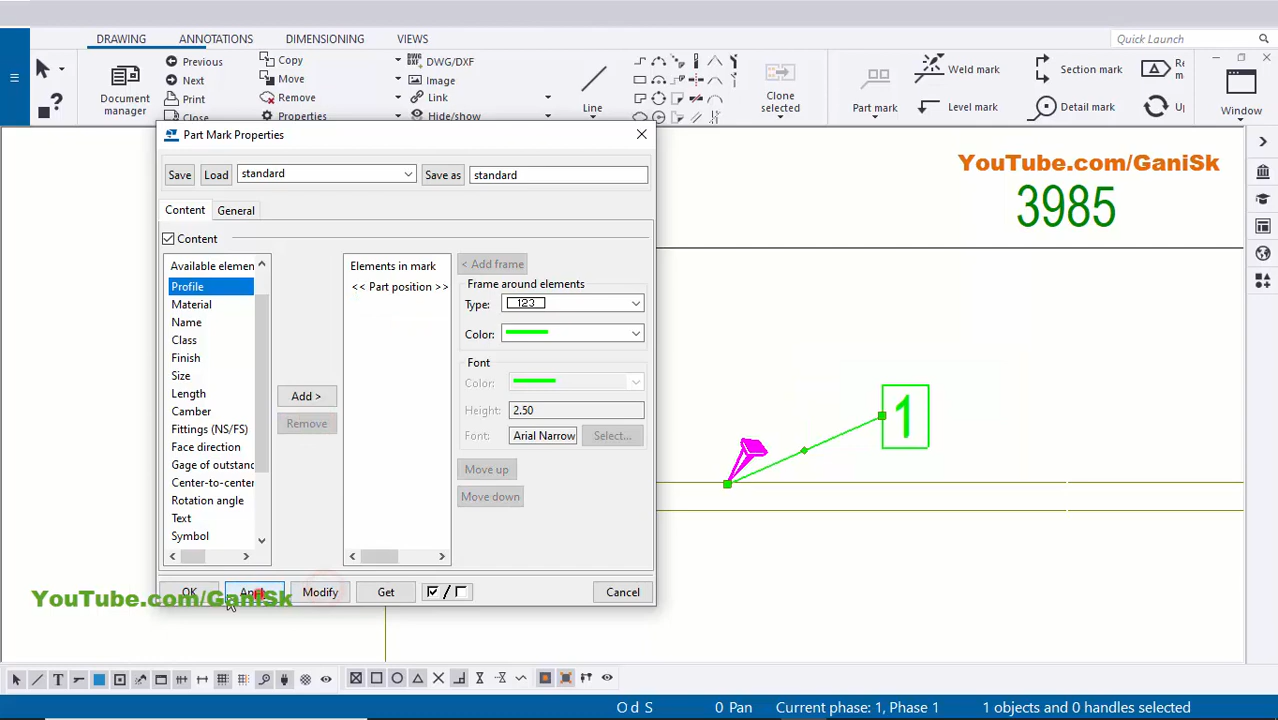 DRAWING ANNOTATIONS DIMENSIONING VIEWS Quick Launch
Document manager
Previous
Next
Print
Close
Copy
Move
Remove
Properties
DWG/DXF
Image
Link
Hide/show
Line
Clone selected
Part mark
Weld mark
Level mark
Section mark
Detail mark
Re
m
Up
Window
Part Mark Properties
Save Load standard Save as standard
Content General
Content
Available elemen
Profile
Material
Name
Class
Finish
Size
Length
Camber
Fittings (NS/FS)
Face direction
Gage of outstanc
Center-to-center
Rotation angle
Text
Symbol
Add >
Remove
Elements in mark
<< Part position >>
< Add frame
Frame around elements
Type: 123
Color:
Font
Color:
Height: 2.50
Font: Arial Narrow Select...
Move up
Move down
OK Apply Modify Get Cancel
YouTube.com/GaniSk
3985
1
YouTube.com/GaniSk
O d S 0 Pan Current phase: 1, Phase 1 1 objects and 0 handles selected